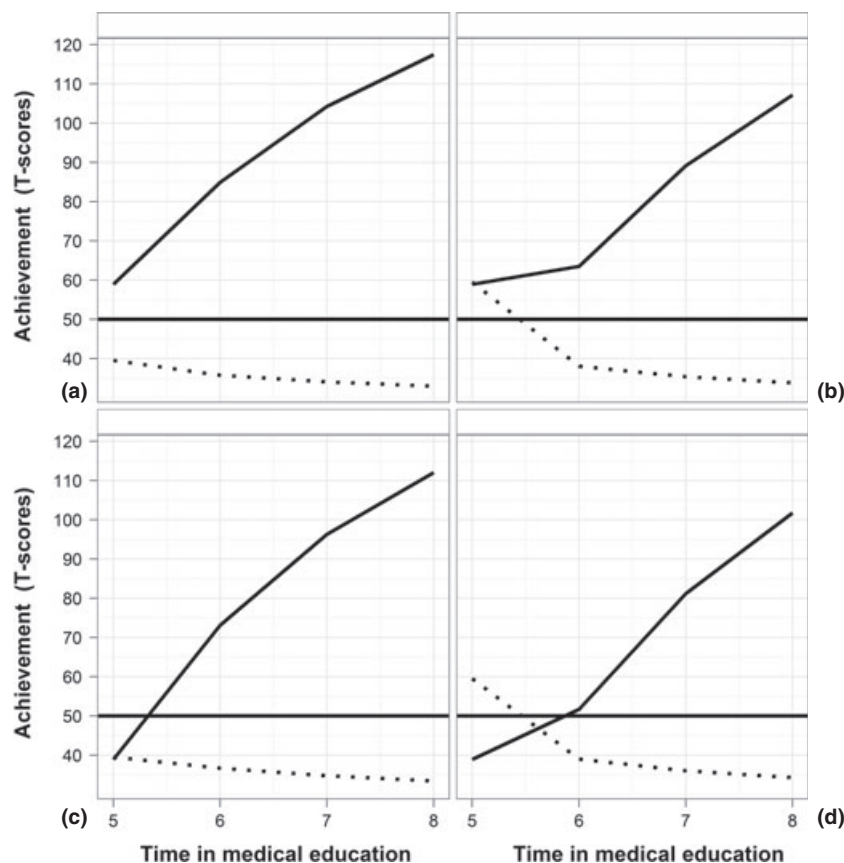 Achievement (T-scores)
120
110
100
90
80
70
60
50
40
(a)
(b)
Achievement (T-scores)
120
110
100
90
80
70
60
50
40
(c)
(d)
5 6 7 8 5 6 7 8
Time in medical education Time in medical education